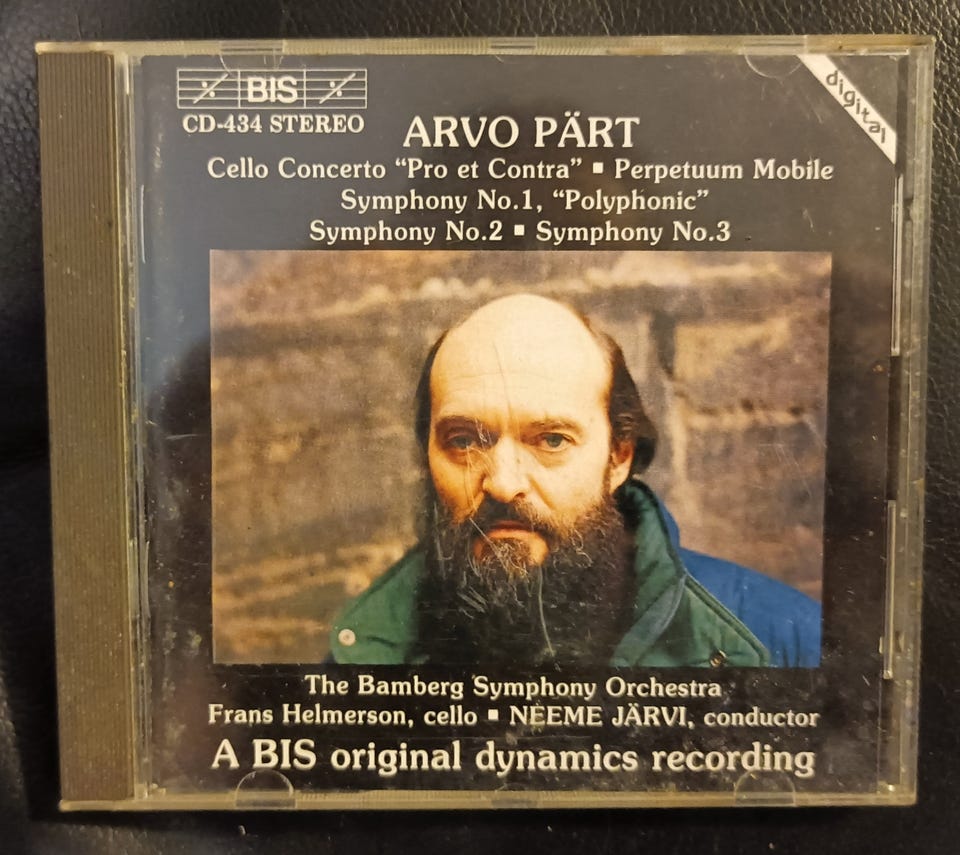 BIS
CD-434 STEREO
digital
ARVO PÄRT
Cello Concerto “Pro et Contra” ▪ Perpetuum Mobile
Symphony No.1, “Polyphonic”
Symphony No.2 ▪ Symphony No.3
The Bamberg Symphony Orchestra
Frans Helmerson, cello ▪ NEEME JÄRVI, conductor
A BIS original dynamics recording